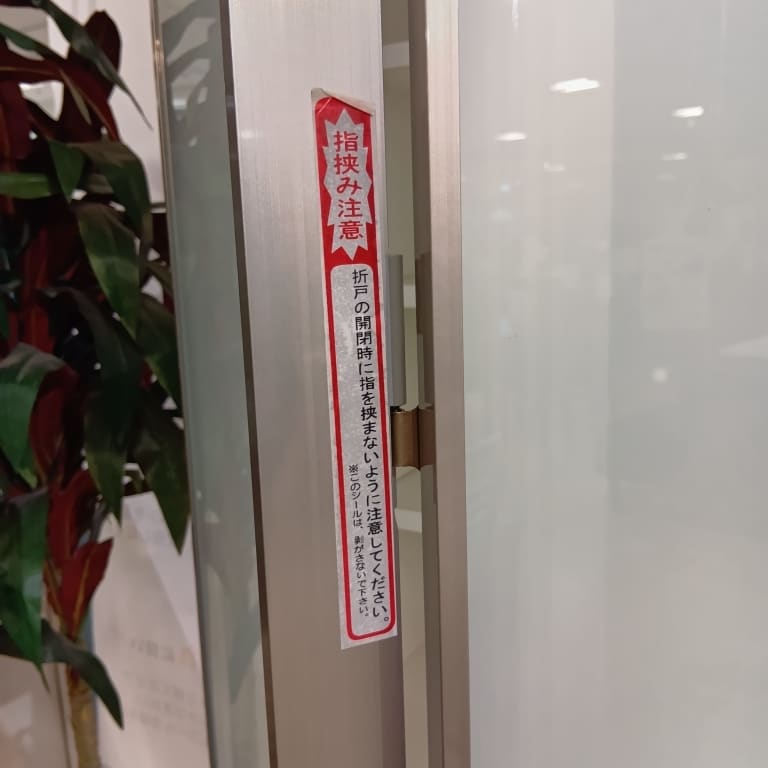 指挟み注意
折戸の開閉時に指を挟まないように注意してください。
※このシールは、剥がさないで下さい。